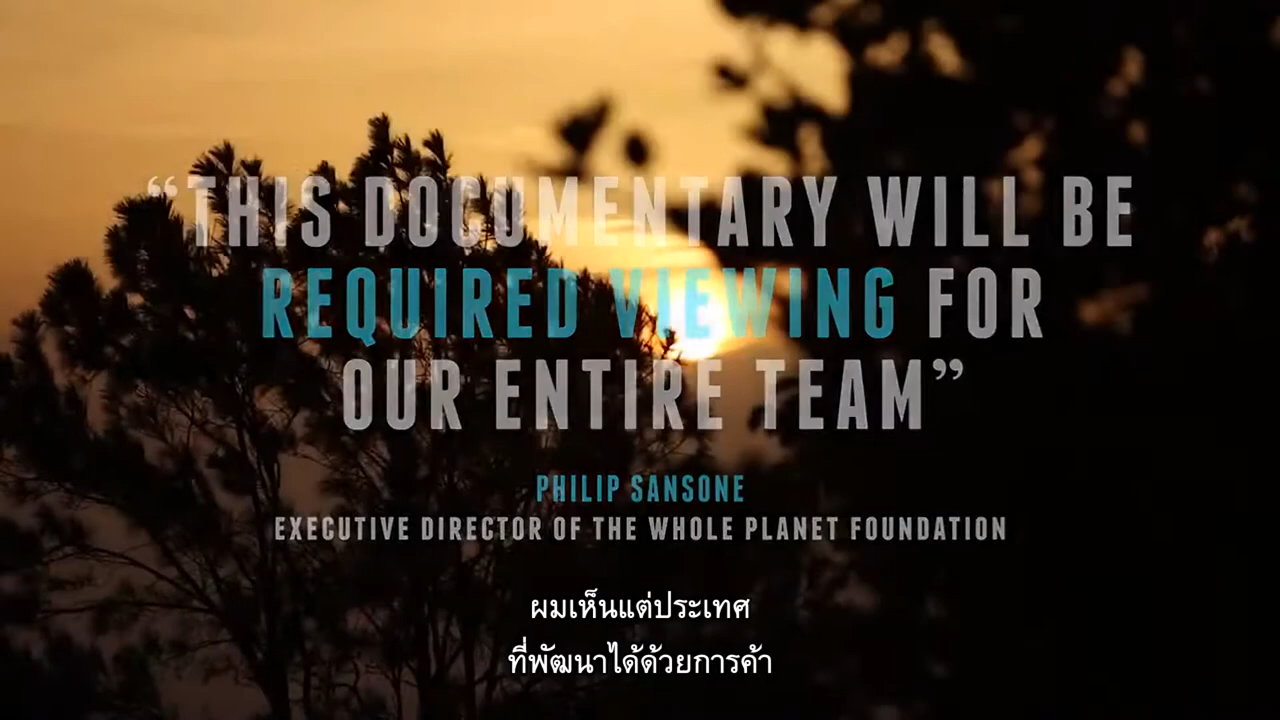 “THIS DOCUMENTARY WILL BE
REQUIRED VIEWING FOR
OUR ENTIRE TEAM”
PHILIP SANSONE
EXECUTIVE DIRECTOR OF THE WHOLE PLANET FOUNDATION
ผมเห็นแต่ประเทศ
ที่พัฒนาได้ด้วยการค้า